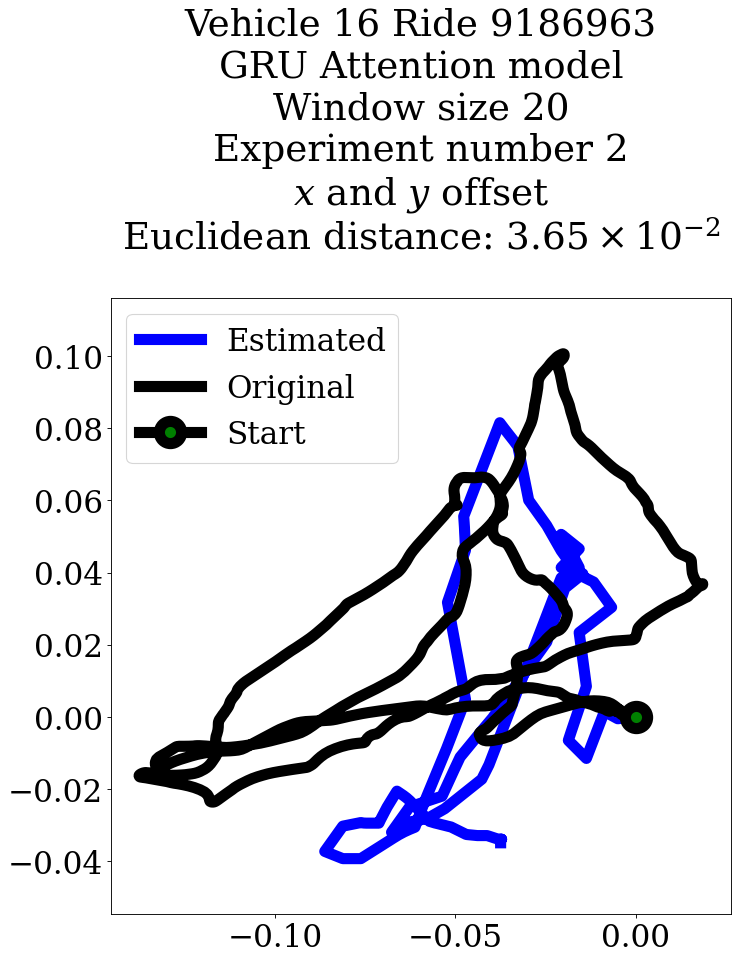 Vehicle 16 Ride 9186963
GRU Attention model
Window size 20
Experiment number 2
x and y offset
Euclidean distance: 3.65 × 10⁻²
Estimated
Original
Start
0.10
0.08
0.06
0.04
0.02
0.00
−0.02
−0.04
−0.10
−0.05
0.00